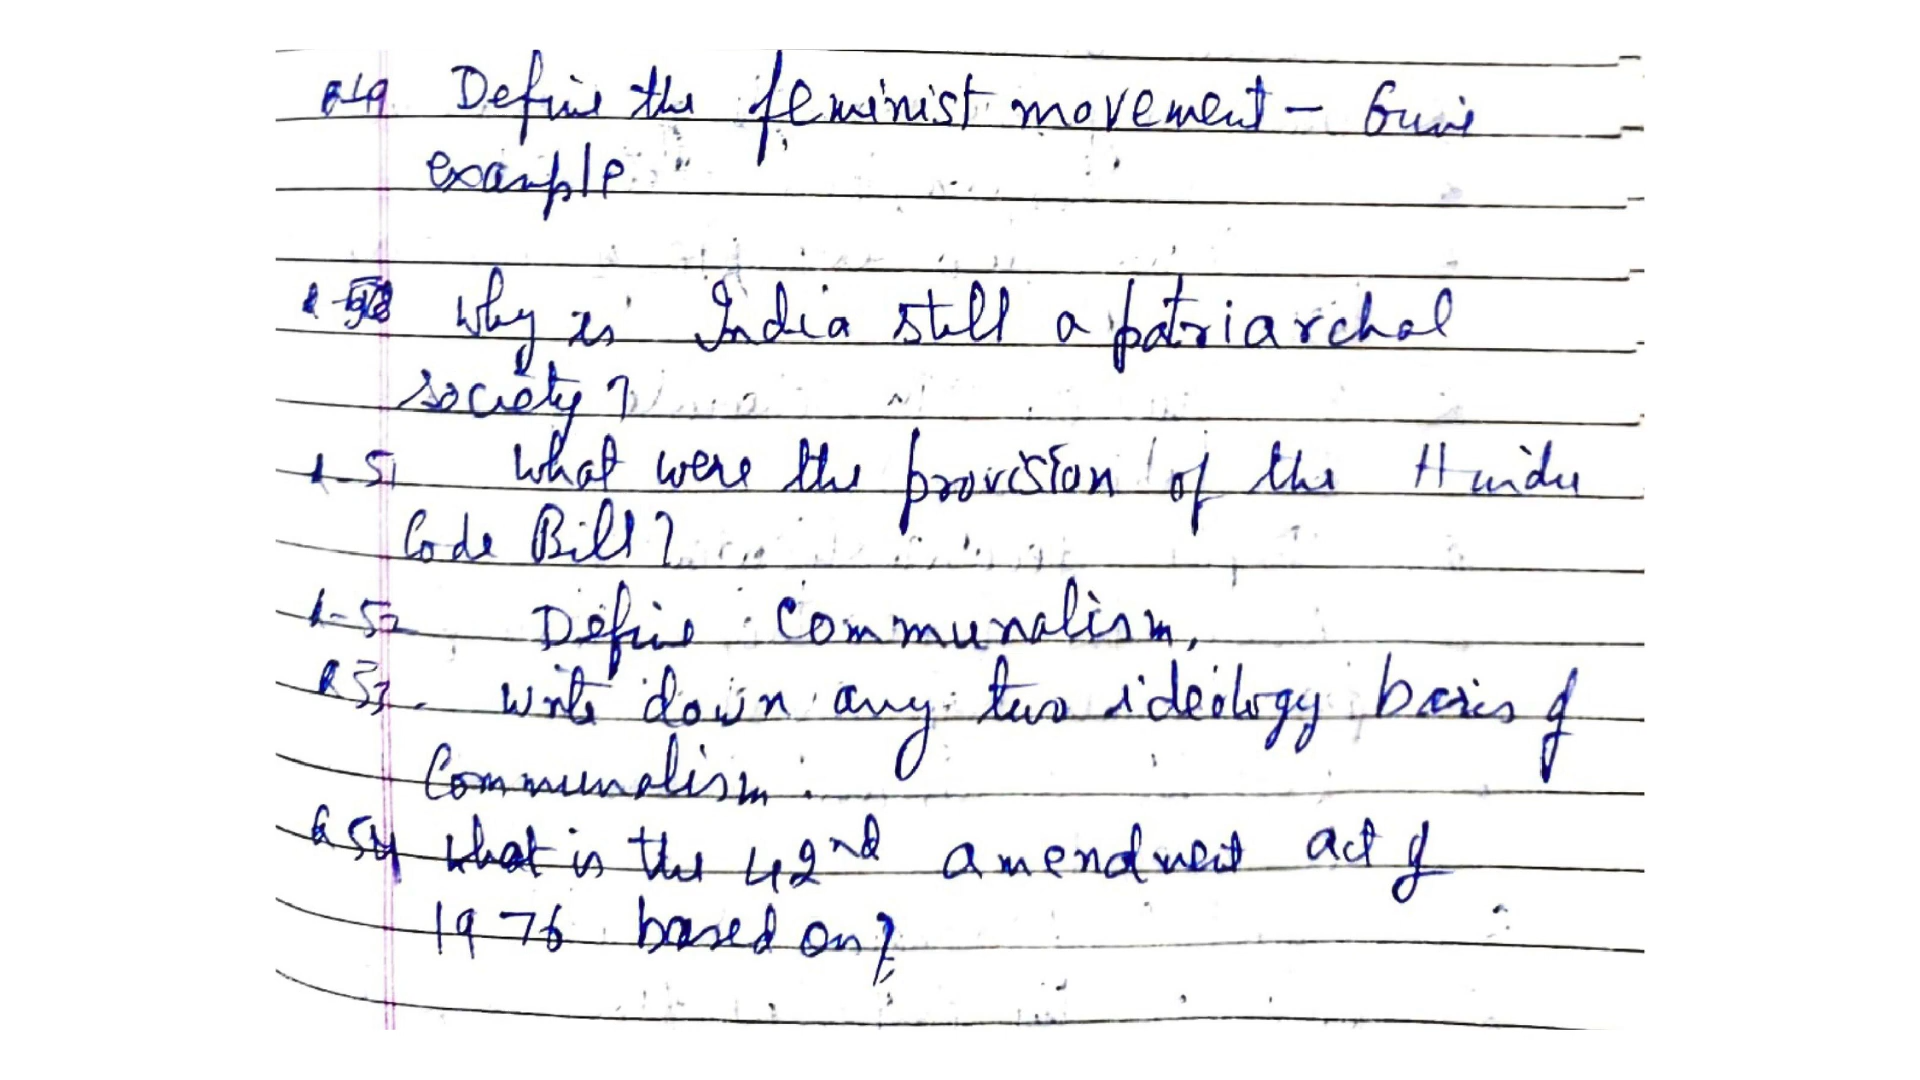 Q49 Define the feminist movement - Give
example
Q-50 Why is India still a patriarchal
society?
Q-51 What were the provision of the Hindu
Code Bill?
Q-52 Define Communalism,
Q53. Write down any two ideology basis of
Communalism.
Q54 What is the 42nd amendment act of
1976 based on?